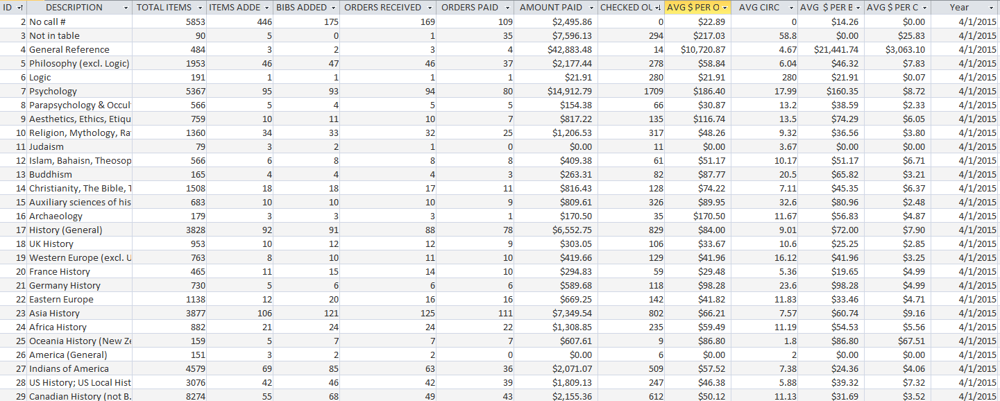 ID DESCRIPTION TOTAL ITEMS ITEMS ADDE BIBS ADDED ORDERS RECEIVED ORDERS PAID AMOUNT PAID CHECKED OU AVG $ PER O AVG CIRC AVG $ PER B AVG $ PER C Year
2 No call # 5853 446 175 169 109 $2,495.86 0 $22.89 0 $14.26 $0.00 4/1/2015
3 Not in table 90 5 0 1 35 $7,596.13 294 $217.03 58.8 $0.00 $25.83 4/1/2015
4 General Reference 484 3 2 3 4 $42,883.48 14 $10,720.87 4.67 $21,441.74 $3,063.10 4/1/2015
5 Philosophy (excl. Logic) 1953 46 47 46 37 $2,177.44 278 $58.84 6.04 $46.32 $7.83 4/1/2015
6 Logic 191 1 1 1 1 $21.91 280 $21.91 280 $21.91 $0.07 4/1/2015
7 Psychology 5367 95 93 94 80 $14,912.79 1709 $186.40 17.99 $160.35 $8.72 4/1/2015
8 Parapsychology & Occul 566 5 4 5 5 $154.38 66 $30.87 13.2 $38.59 $2.33 4/1/2015
9 Aesthetics, Ethics, Etiqu 759 10 11 10 7 $817.22 135 $116.74 13.5 $74.29 $6.05 4/1/2015
10 Religion, Mythology, Ra 1360 34 33 32 25 $1,206.53 317 $48.26 9.32 $36.56 $3.80 4/1/2015
11 Judaism 79 3 2 1 0 $0.00 11 $0.00 3.67 $0.00 $0.00 4/1/2015
12 Islam, Bahaisn, Theosop 566 6 8 8 8 $409.38 61 $51.17 10.17 $51.17 $6.71 4/1/2015
13 Buddhism 165 4 4 4 3 $263.31 82 $87.77 20.5 $65.82 $3.21 4/1/2015
14 Christianity, The Bible, T 1508 18 18 17 11 $816.43 128 $74.22 7.11 $45.35 $6.37 4/1/2015
15 Auxiliary sciences of his 683 10 10 10 9 $809.61 326 $89.95 32.6 $80.96 $2.48 4/1/2015
16 Archaeology 179 3 3 3 1 $170.50 35 $170.50 11.67 $56.83 $4.87 4/1/2015
17 History (General) 3828 92 91 88 78 $6,552.75 829 $84.00 9.01 $72.00 $7.90 4/1/2015
18 UK History 953 10 12 12 9 $303.05 106 $33.67 10.6 $25.25 $2.85 4/1/2015
19 Western Europe (excl. U 763 8 10 11 10 $419.66 129 $41.96 16.12 $41.96 $3.25 4/1/2015
20 France History 465 11 15 14 10 $294.83 59 $29.48 5.36 $19.65 $4.99 4/1/2015
21 Germany History 730 5 6 6 6 $589.68 118 $98.28 23.6 $98.28 $4.99 4/1/2015
22 Eastern Europe 1138 12 20 16 16 $669.25 142 $41.82 11.83 $33.46 $4.71 4/1/2015
23 Asia History 3877 106 121 125 111 $7,349.54 802 $66.21 7.57 $60.74 $9.16 4/1/2015
24 Africa History 882 21 24 24 22 $1,308.85 235 $59.49 11.19 $54.53 $5.56 4/1/2015
25 Oceania History (New Ze 159 5 7 7 7 $607.61 9 $86.80 1.8 $86.80 $67.51 4/1/2015
26 America (General) 151 3 2 2 0 $0.00 6 $0.00 2 $0.00 $0.00 4/1/2015
27 Indians of America 4579 69 85 63 36 $2,071.07 509 $57.52 7.38 $24.36 $4.06 4/1/2015
28 US History; US Local Hist 3076 42 46 42 39 $1,809.13 247 $46.38 5.88 $39.32 $7.32 4/1/2015
29 Canadian History (not B. 8274 55 68 49 43 $2,155.36 612 $50.12 11.13 $31.69 $3.52 4/1/2015